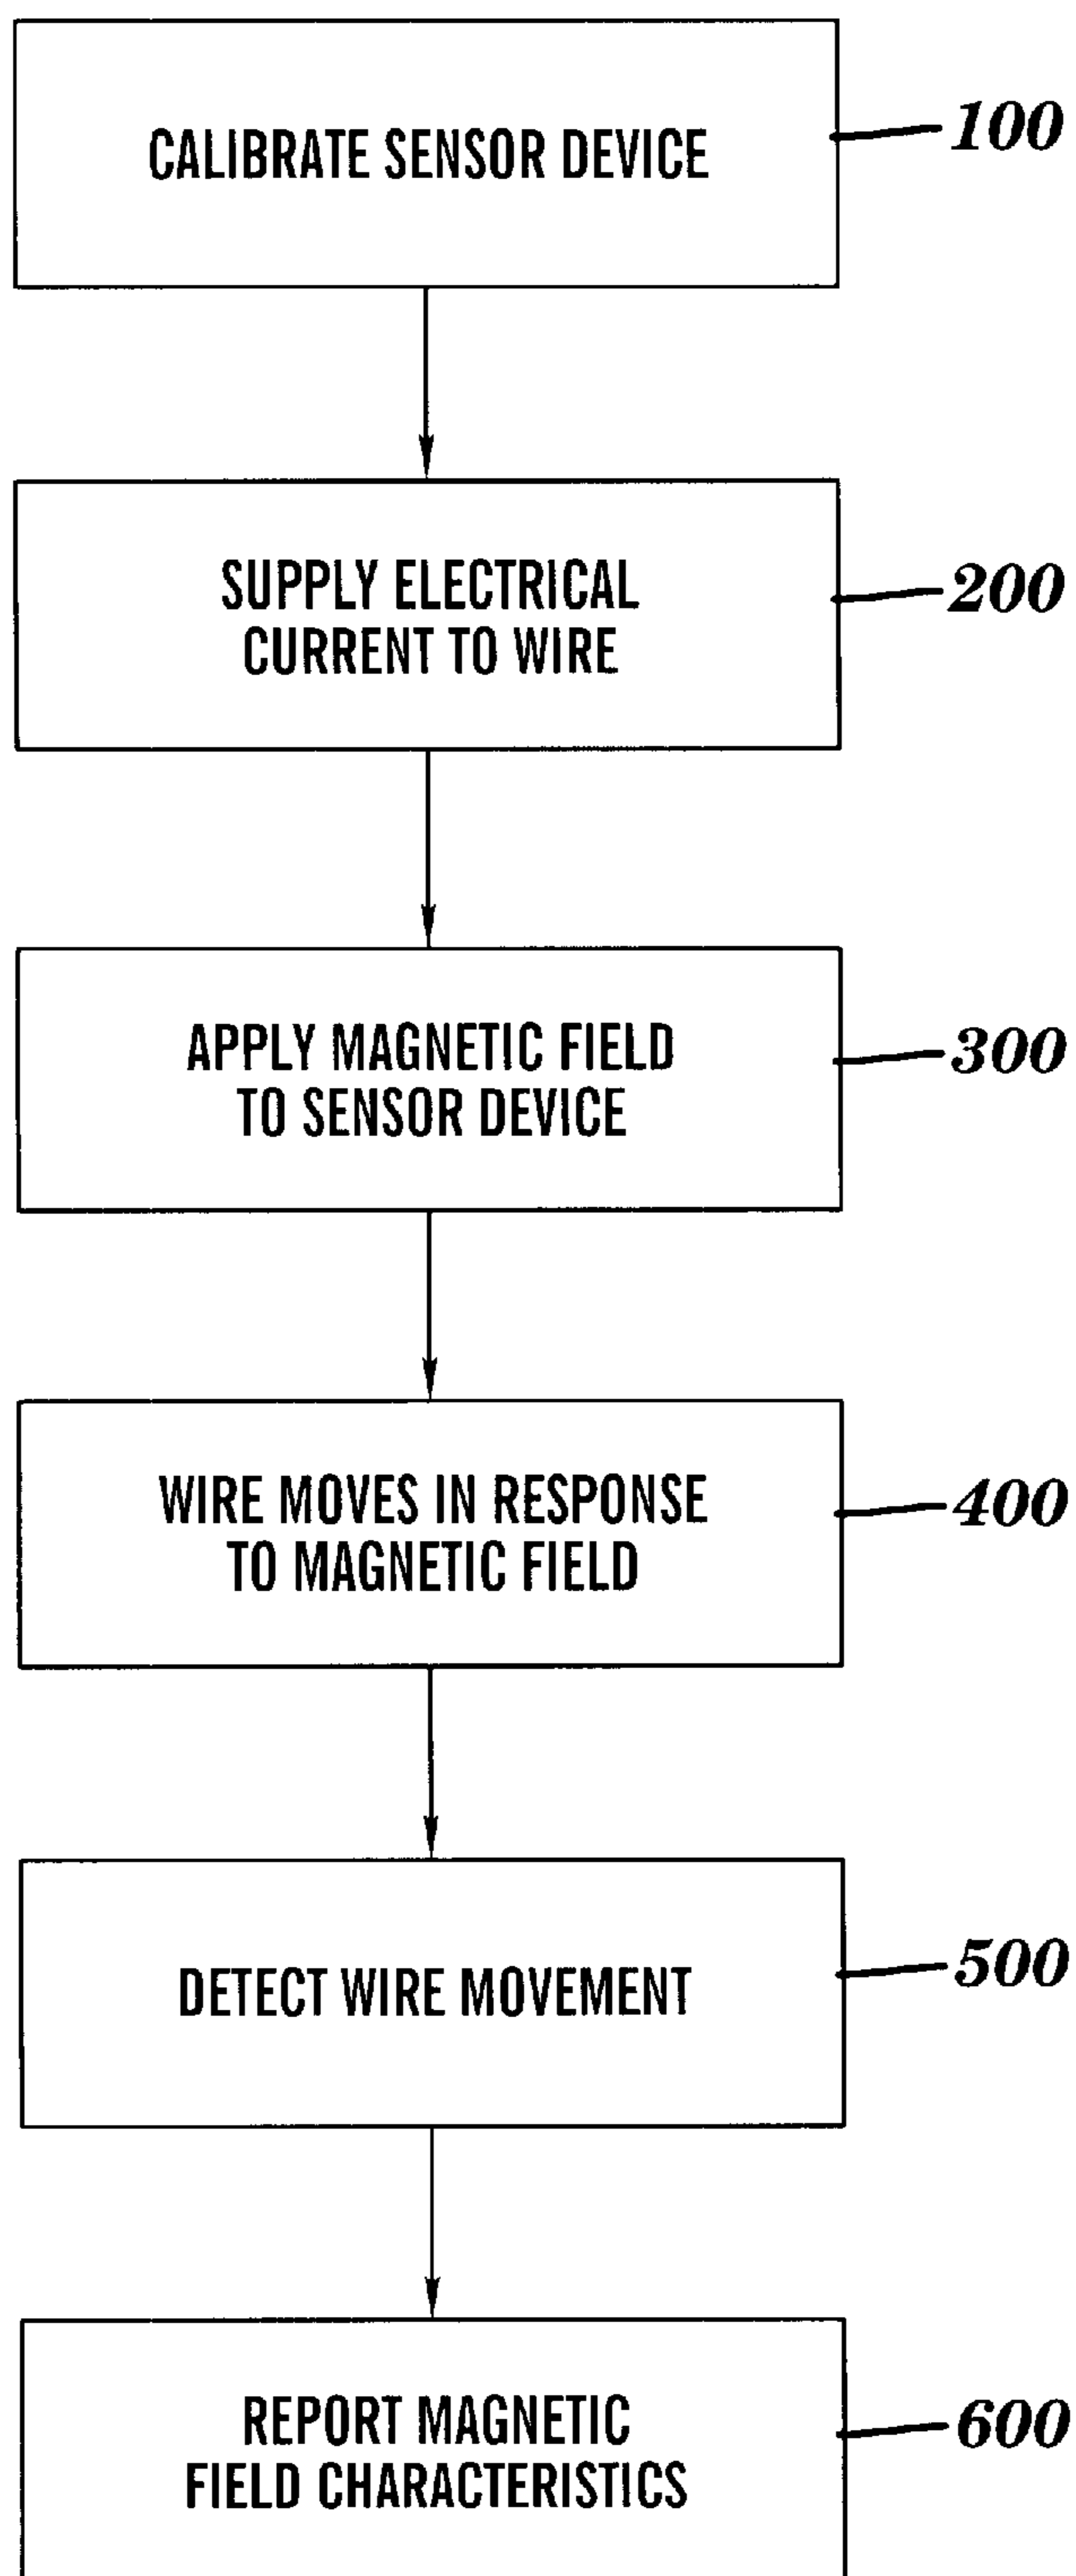 CALIBRATE SENSOR DEVICE
100
SUPPLY ELECTRICAL
CURRENT TO WIRE
200
APPLY MAGNETIC FIELD
TO SENSOR DEVICE
300
WIRE MOVES IN RESPONSE
TO MAGNETIC FIELD
400
DETECT WIRE MOVEMENT
500
REPORT MAGNETIC
FIELD CHARACTERISTICS
600